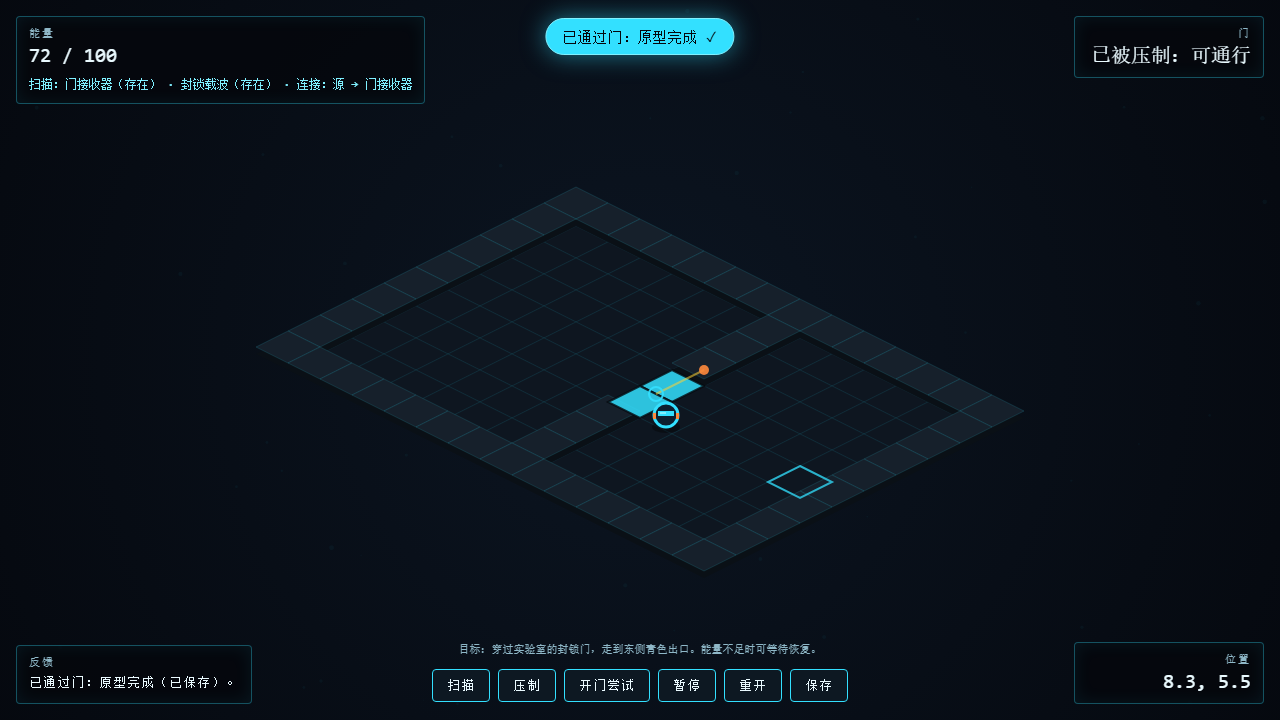 能量
72 / 100
扫描: 门接收器（存在） · 封锁载波（存在） · 连接: 源 → 门接收器
已通过门: 原型完成 ✓
门
已被压制: 可通行
目标: 穿过实验室的封锁门，走到东侧青色出口。能量不足时可等待恢复。
扫描
压制
开门尝试
暂停
重开
保存
反馈
已通过门: 原型完成（已保存）。
位置
8.3, 5.5